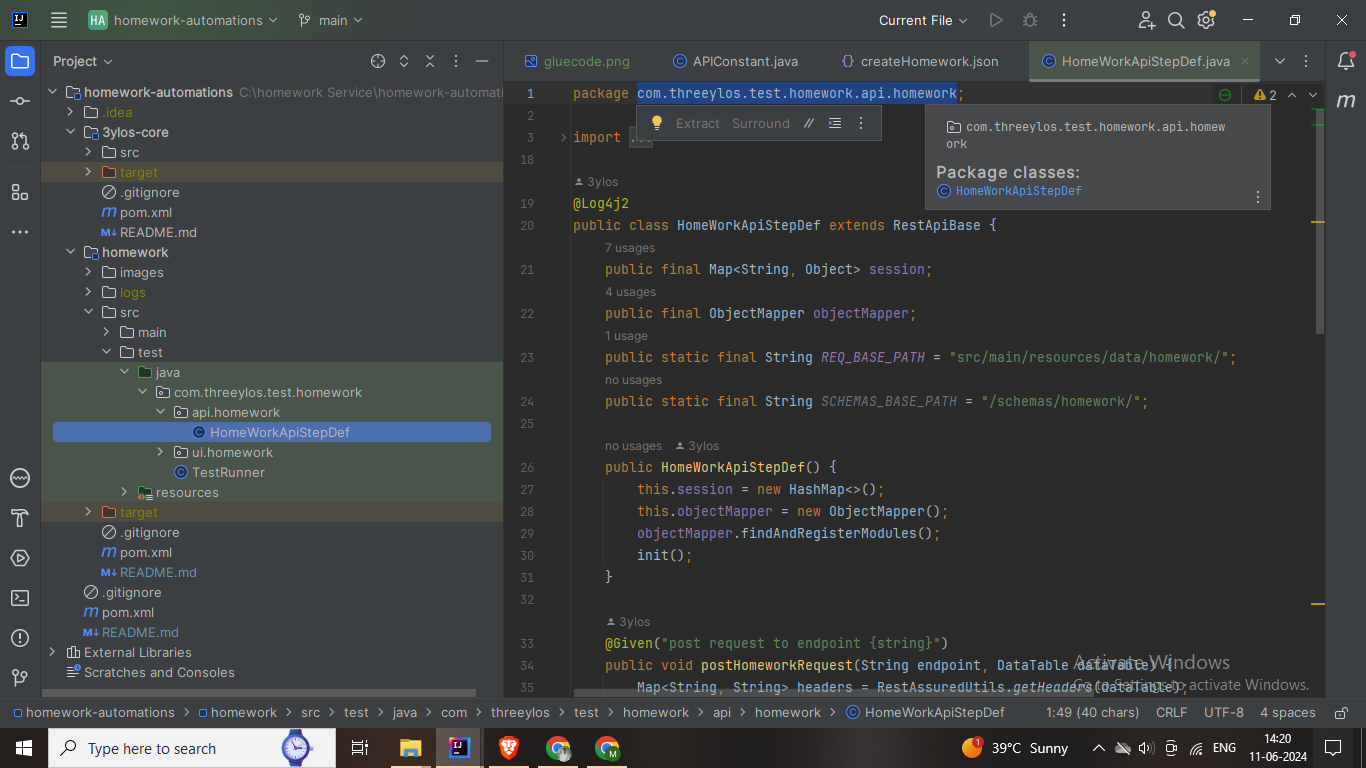 HA homework-automations main Current File
Project
homework-automations C:\homework Service\homework-automati
.idea
3ylos-core
src
target
.gitignore
pom.xml
README.md
homework
images
logs
src
main
test
java
com.threeylos.test.homework
api.homework
HomeWorkApiStepDef
ui.homework
TestRunner
resources
target
.gitignore
pom.xml
README.md
.gitignore
pom.xml
README.md
External Libraries
Scratches and Consoles
gluecode.png APIConstant.java createHomework.json HomeWorkApiStepDef.java
1 package com.threeylos.test.homework.api.homework;
2
Extract Surround
3 import ...
18
com.threeylos.test.homework.api.homew
ork
Package classes:
HomeWorkApiStepDef
2
3ylos
19 @Log4j2
20 public class HomeWorkApiStepDef extends RestApiBase {
7 usages
21 public final Map<String, Object> session;
4 usages
22 public final ObjectMapper objectMapper;
1 usage
23 public static final String REQ_BASE_PATH = "src/main/resources/data/homework/";
no usages
24 public static final String SCHEMAS_BASE_PATH = "/schemas/homework/";
25
no usages 3ylos
26 public HomeWorkApiStepDef() {
27 this.session = new HashMap<>();
28 this.objectMapper = new ObjectMapper();
29 objectMapper.findAndRegisterModules();
30 init();
31 }
32
3ylos
33 @Given("post request to endpoint {string}")
34 public void postHomeworkRequest(String endpoint, DataTable dataTable) {
35 Map<String, String> headers = RestAssuredUtils.getHeaders(dataTable);
Activate Windows
Go to Settings to activate Windows.
homework-automations > homework > src > test > java > com > threeylos > test > homework > api > homework > HomeWorkApiStepDef 1:49 (40 chars) CRLF UTF-8 4 spaces
Type here to search 1 39°C Sunny ENG 14:20
11-06-2024